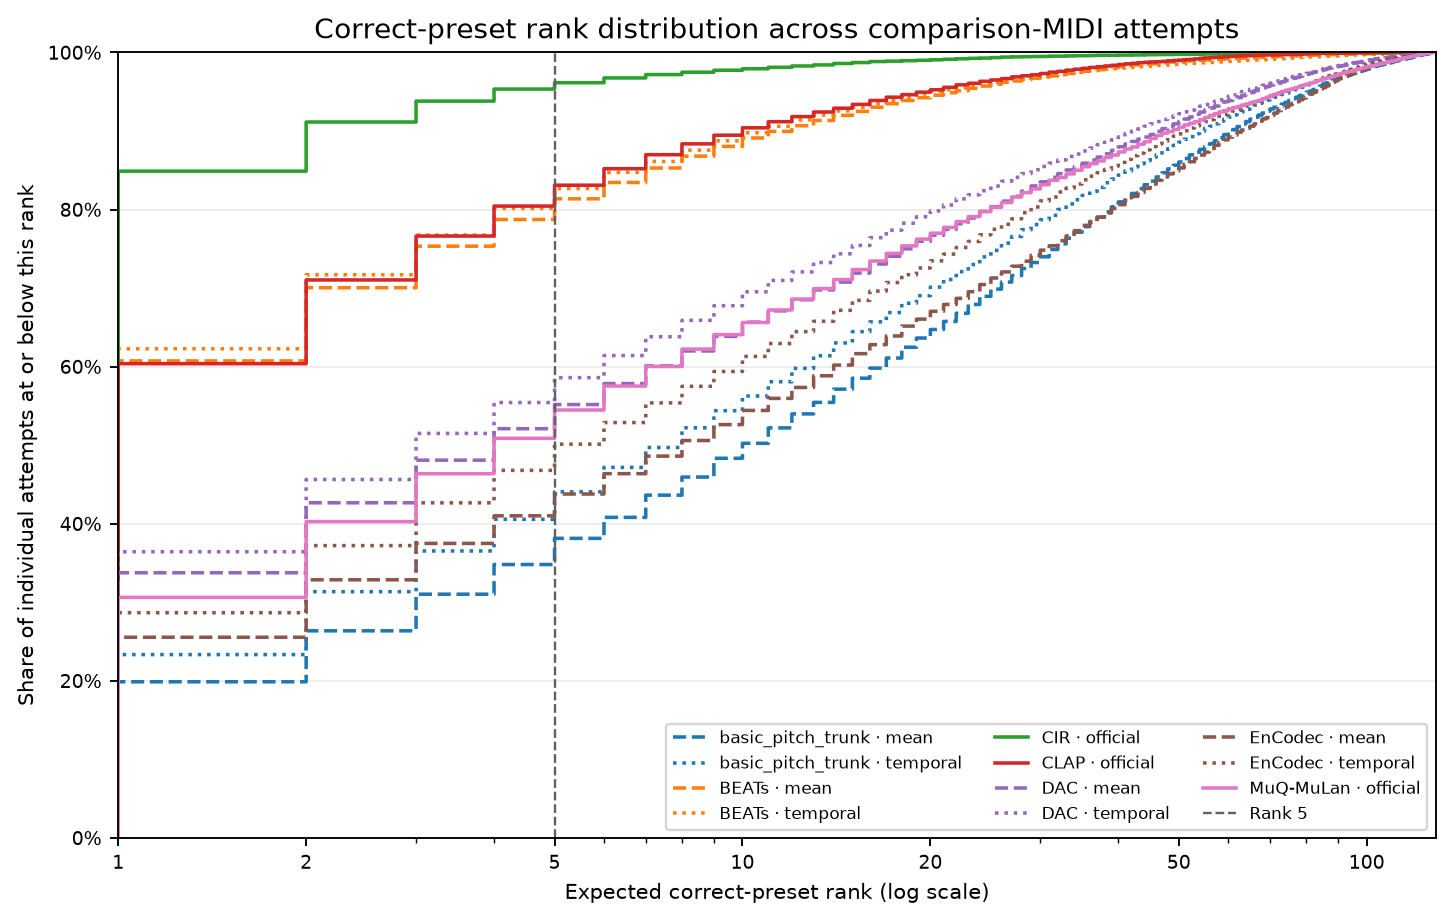 Correct-preset rank distribution across comparison-MIDI attempts
Share of individual attempts at or below this rank
100%
80%
60%
40%
20%
0%
1
2
5
10
20
50
100
Expected correct-preset rank (log scale)
basic_pitch_trunk · mean
basic_pitch_trunk · temporal
BEATs · mean
BEATs · temporal
CIR · official
CLAP · official
DAC · mean
DAC · temporal
EnCodec · mean
EnCodec · temporal
MuQ-MuLan · official
Rank 5